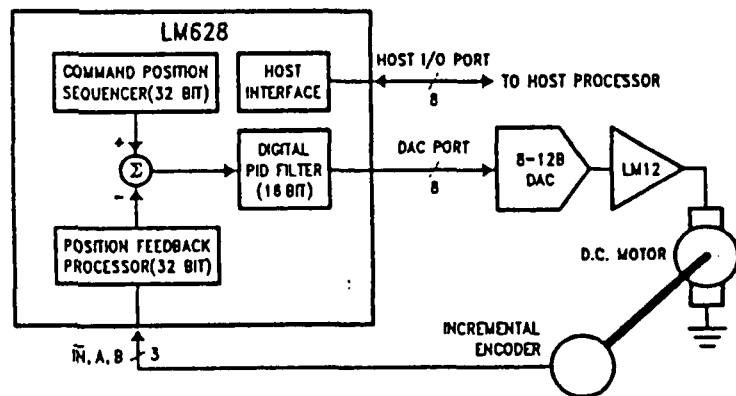 LM628
COMMAND POSITION
SEQUENCER(32 BIT)
HOST
INTERFACE
HOST I/O PORT
8
TO HOST PROCESSOR
+
Σ
-
DIGITAL
PID FILTER
(16 BIT)
DAC PORT
8
8-12B
DAC
LM12
POSITION FEEDBACK
PROCESSOR(32 BIT)
D.C. MOTOR
INCREMENTAL
ENCODER
ĪN, A, B 3